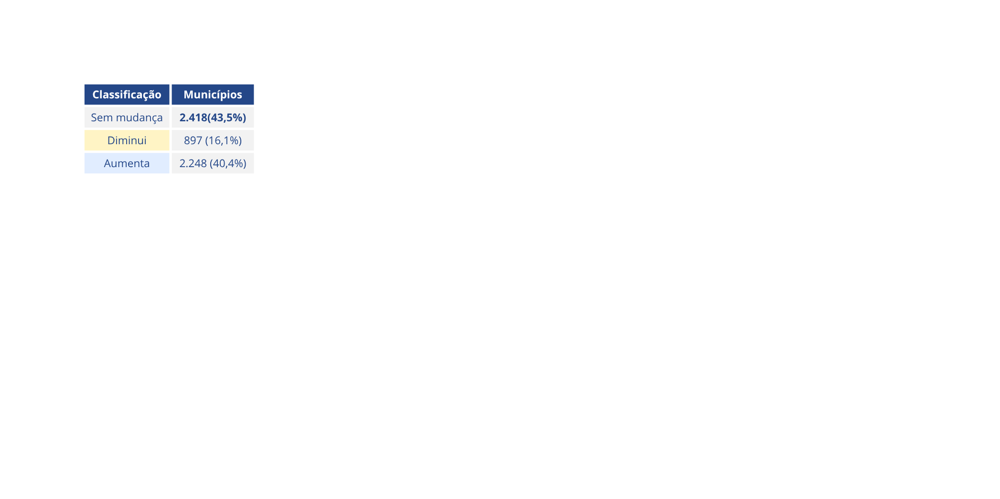 Classificação Municípios
Sem mudança 2.418(43,5%)
Diminui 897 (16,1%)
Aumenta 2.248 (40,4%)